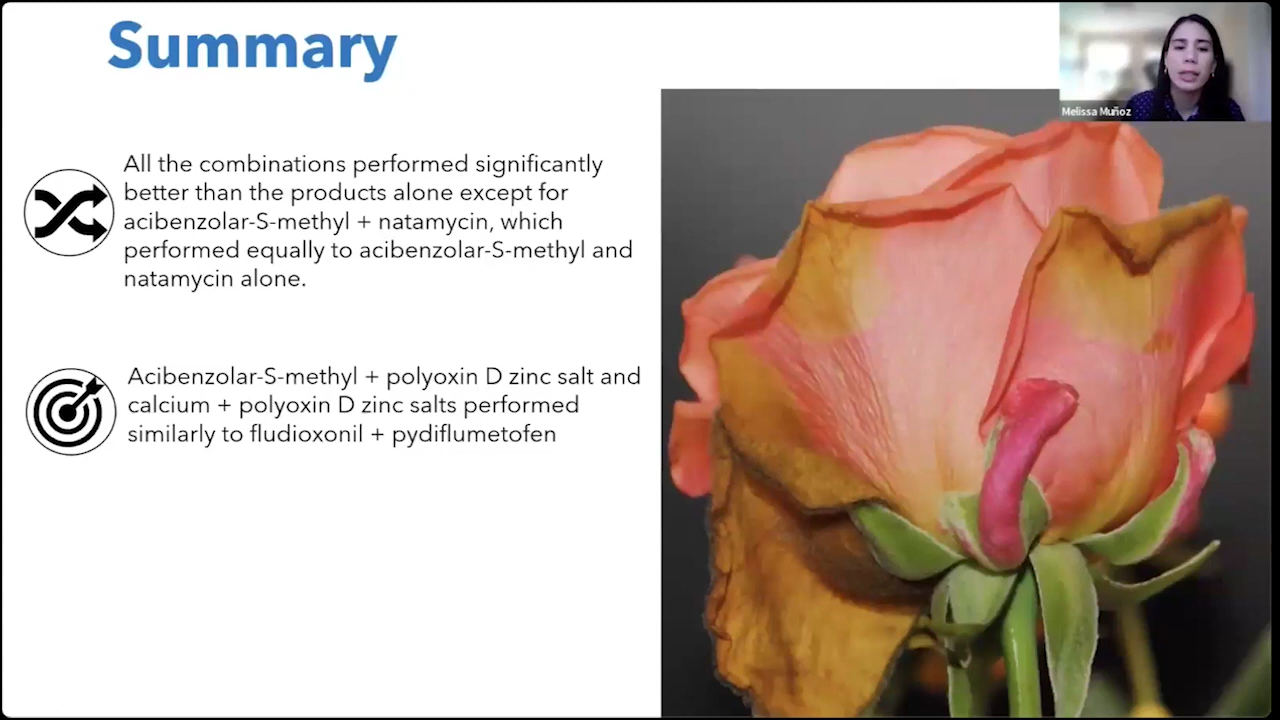 Summary
Melissa Muñoz
All the combinations performed significantly
better than the products alone except for
acibenzolar-S-methyl + natamycin, which
performed equally to acibenzolar-S-methyl and
natamycin alone.
Acibenzolar-S-methyl + polyoxin D zinc salt and
calcium + polyoxin D zinc salts performed
similarly to fludioxonil + pydiflumetofen